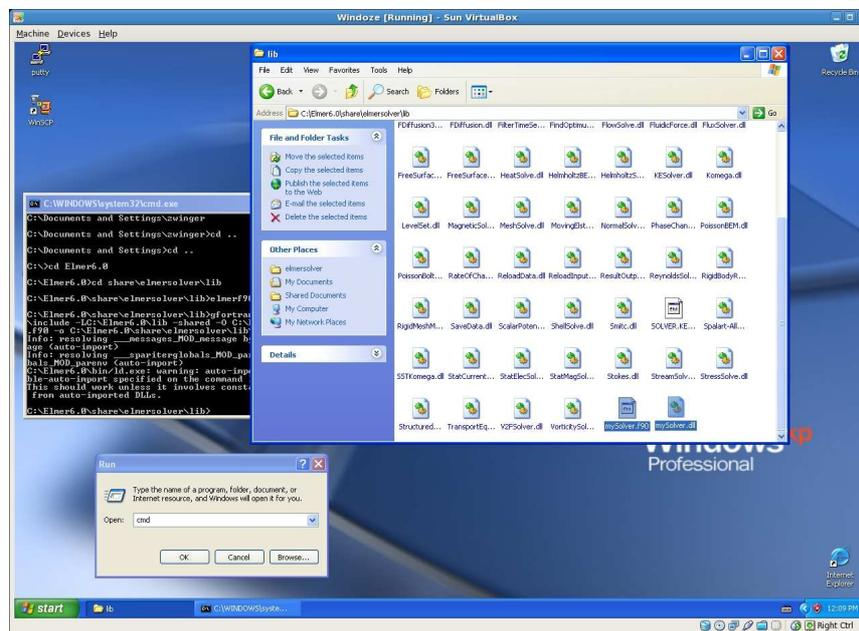 Windoze [Running] - Sun VirtualBox
Machine Devices Help
putty
WinSCP
Recycle Bin
lib
File Edit View Favorites Tools Help
Back Search Folders
Address C:\Elmer6.0\share\elmersolver\lib Go
File and Folder Tasks
Move the selected items
Copy the selected items
Publish the selected items to the Web
E-mail the selected items
Delete the selected items
Other Places
elmersolver
My Documents
Shared Documents
My Computer
My Network Places
Details
FDiffusion3... FDiffusion.dll FilterTimeSe... FindOptimu... FlowSolve.dll FluidicForce.dll FluxSolver.dll
FreeSurfac... FreeSurface... HeatSolve.dll HelmholtzBE... HelmholtzS... KESolver.dll Komega.dll
LevelSet.dll MagneticSol... MeshSolve.dll MovingElst... NormalSolv... PhaseChan... PoissonBEM.dll
PoissonBolt... RateOfCha... ReloadData.dll ReloadInput... ResultOutp... ReynoldsSol... RigidBodyR...
RigidMeshM... SaveData.dll ScalarPoten... ShellSolve.dll Smitc.dll SOLVER.KE... Spalart-All...
SSTKomega.dll StatCurrent... StatElecSol... StatMagSol... Stokes.dll StreamSolv... StressSolve.dll
Structured... TransportEq... V2FSolver.dll VorticitySol... mySolver.f90 mySolver.dll
C:\WINDOWS\system32\cmd.exe
C:\Documents and Settings\zwinger
C:\Documents and Settings\zwinger>cd ..
C:\Documents and Settings>cd ..
C:\>cd Elmer6.0
C:\Elmer6.0>cd share\elmersolver\lib
C:\Elmer6.0\share\elmersolver\lib>elmerf90
C:\Elmer6.0\share\elmersolver\lib>gfortran
\include -LC:\Elmer6.0\lib -shared -O C:\
.f90 -o C:\Elmer6.0\share\elmersolver\lib
Info: resolving ___messages_MOD_message b
age (auto-import)
Info: resolving ___spariterglobals_MOD_par
bals_MOD_parenv (auto-import)
C:\Elmer6.0\bin/ld.exe: warning: auto-impo
ble-auto-import specified on the command
This should work unless it involves consta
from auto-imported DLLs.
C:\Elmer6.0\share\elmersolver\lib>
Windows xp
Professional
Run
Type the name of a program, folder, document, or Internet resource, and Windows will open it for you.
Open: cmd
OK Cancel Browse...
Internet Explorer
start lib C:\WINDOWS\syste... 12:09 PM
Right Ctrl